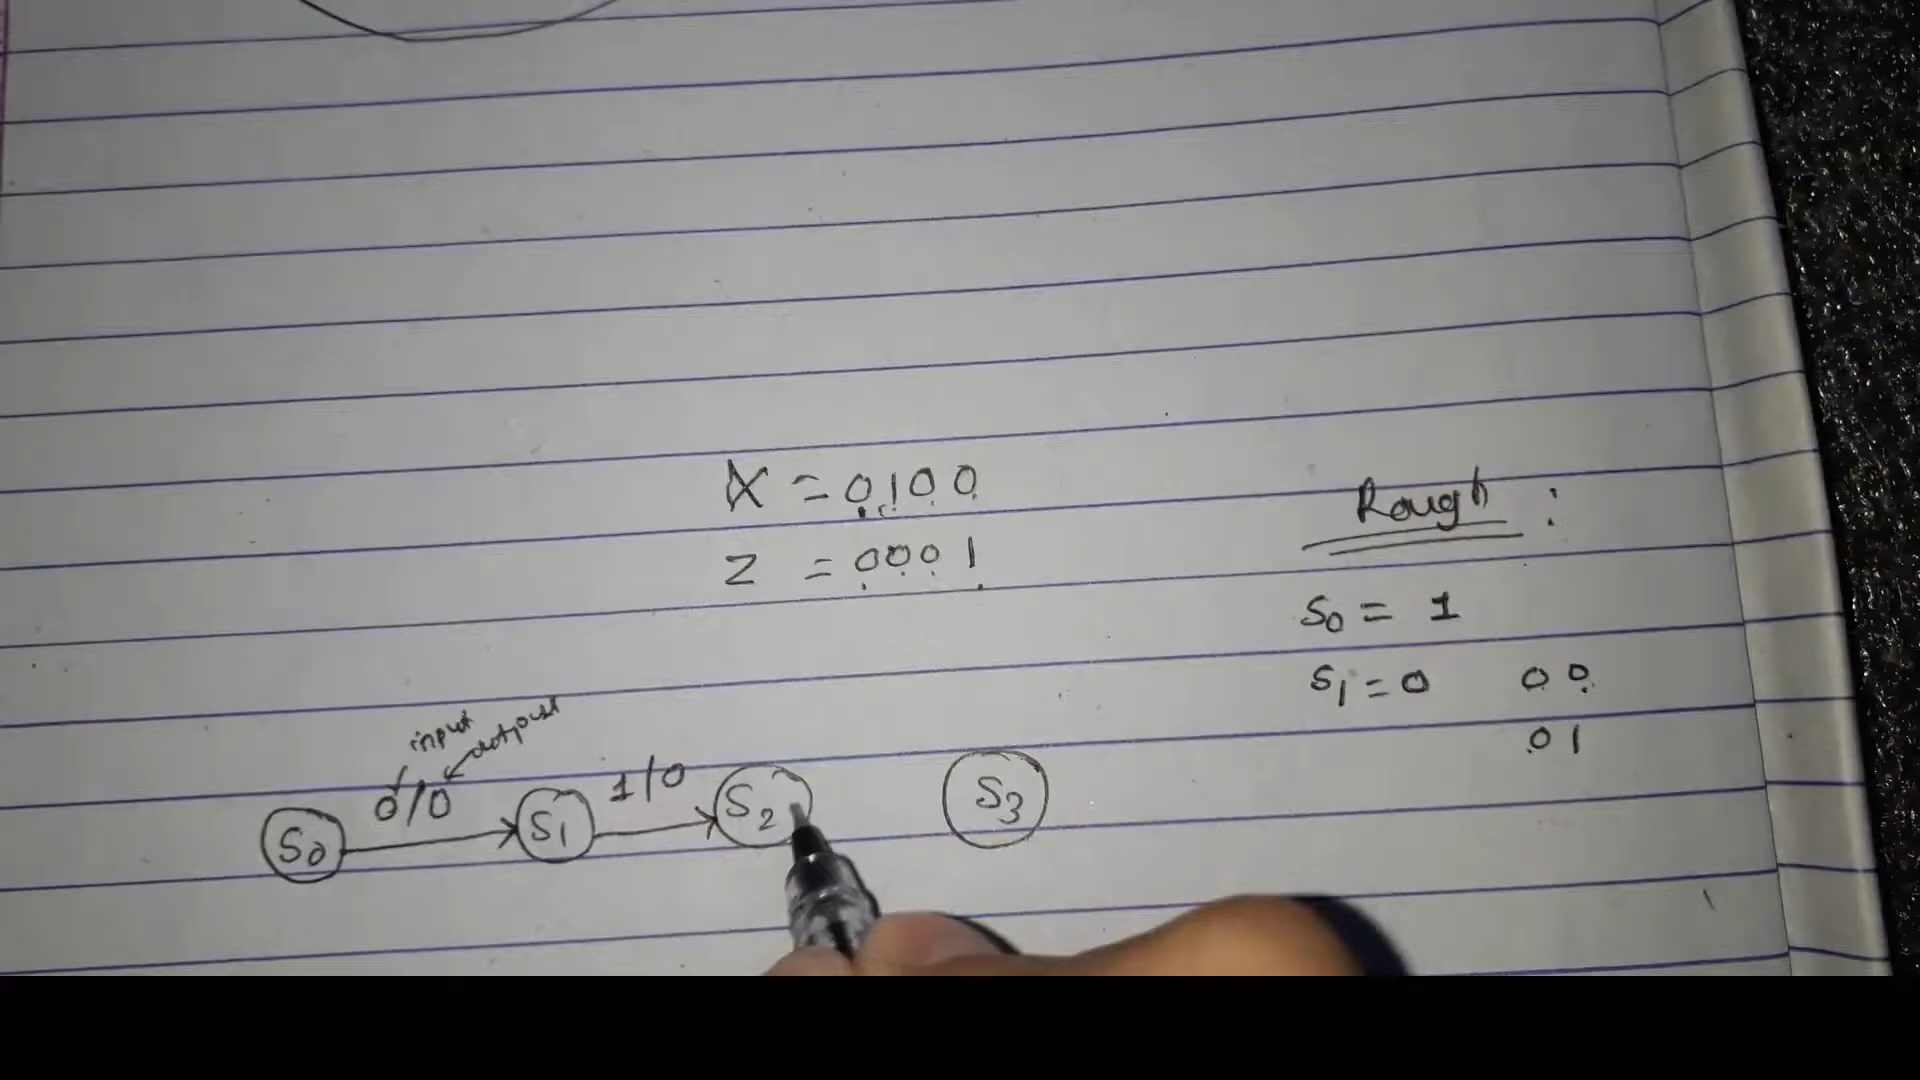 X = 0100
Z = 0001
Rough :
S0 = 1
S1 = 0 00
01
input
output
0/0 1/0
S0 S1 S2 S3